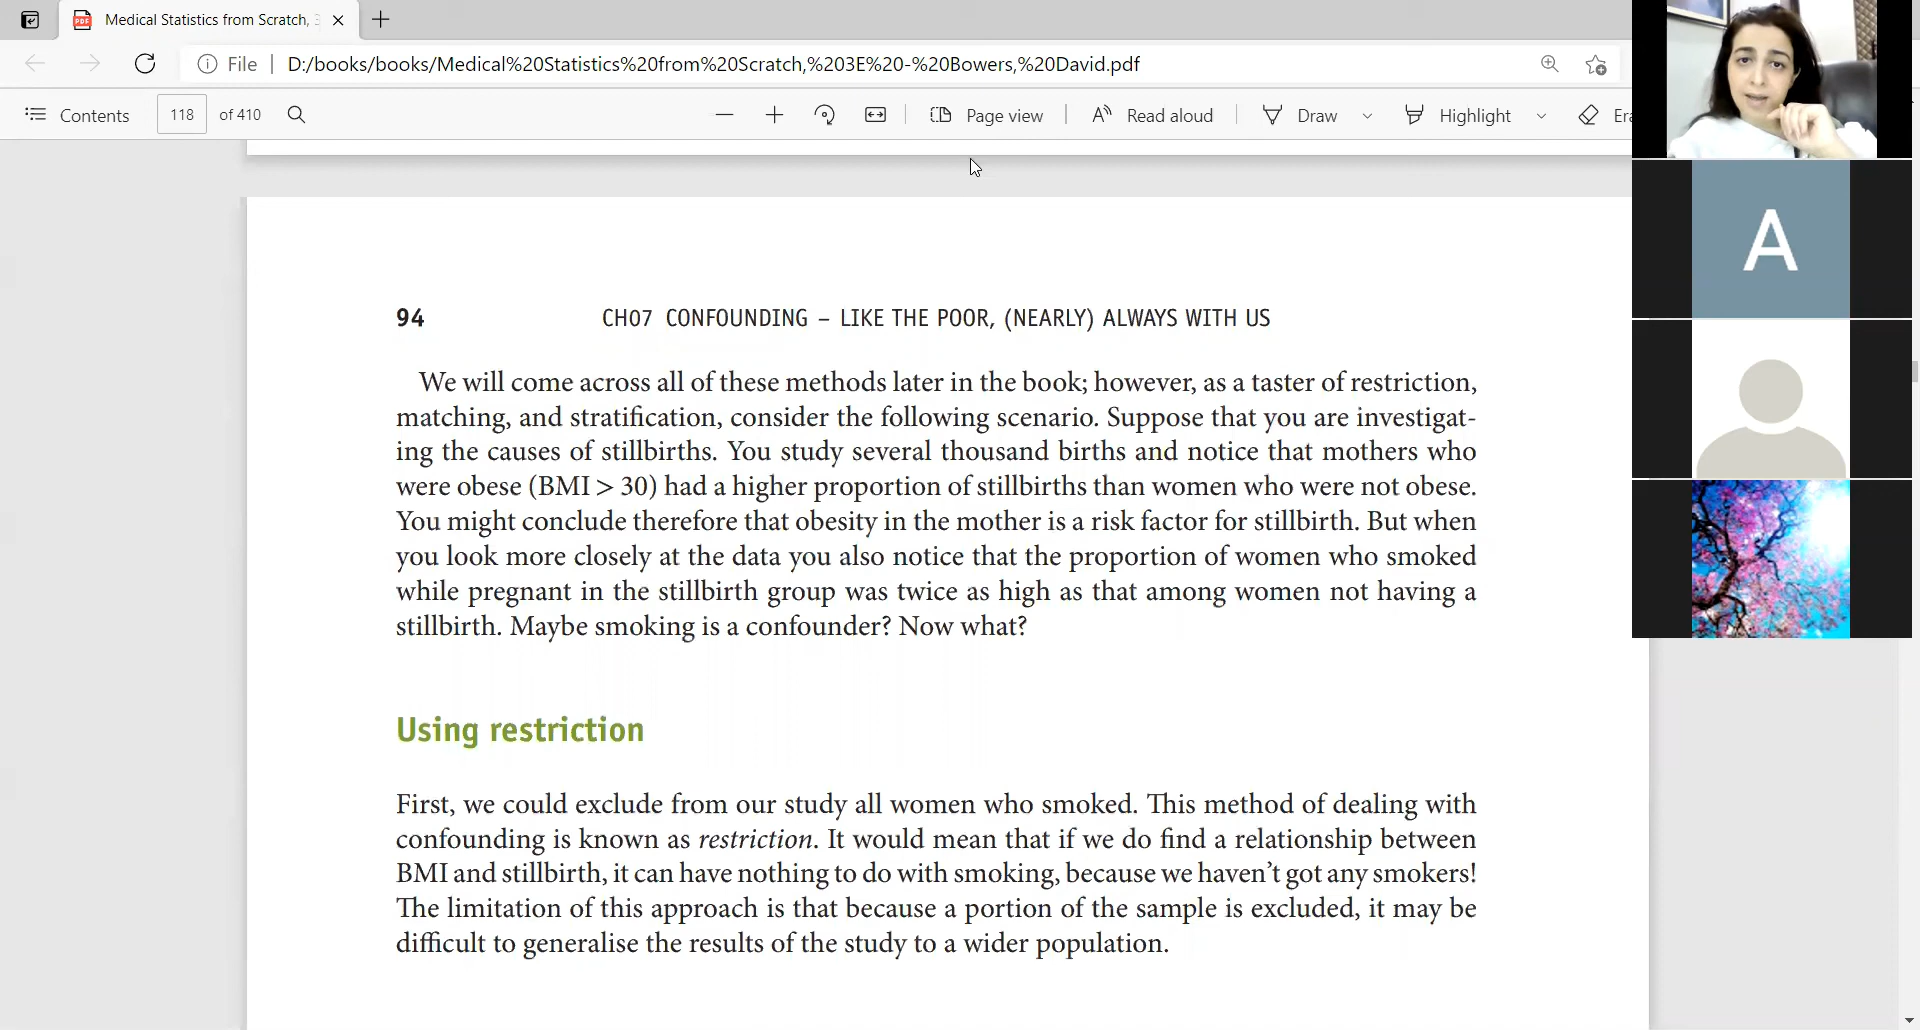 Medical Statistics from Scratch, 3
File
D:/books/books/Medical%20Statistics%20from%20Scratch,%203E%20-%20Bowers,%20David.pdf
Contents
118
of 410
Page view
Read aloud
Draw
Highlight
Era
A
94 CH07 CONFOUNDING – LIKE THE POOR, (NEARLY) ALWAYS WITH US
We will come across all of these methods later in the book; however, as a taster of restriction,
matching, and stratification, consider the following scenario. Suppose that you are investigat-
ing the causes of stillbirths. You study several thousand births and notice that mothers who
were obese (BMI > 30) had a higher proportion of stillbirths than women who were not obese.
You might conclude therefore that obesity in the mother is a risk factor for stillbirth. But when
you look more closely at the data you also notice that the proportion of women who smoked
while pregnant in the stillbirth group was twice as high as that among women not having a
stillbirth. Maybe smoking is a confounder? Now what?
Using restriction
First, we could exclude from our study all women who smoked. This method of dealing with
confounding is known as restriction. It would mean that if we do find a relationship between
BMI and stillbirth, it can have nothing to do with smoking, because we haven't got any smokers!
The limitation of this approach is that because a portion of the sample is excluded, it may be
difficult to generalise the results of the study to a wider population.